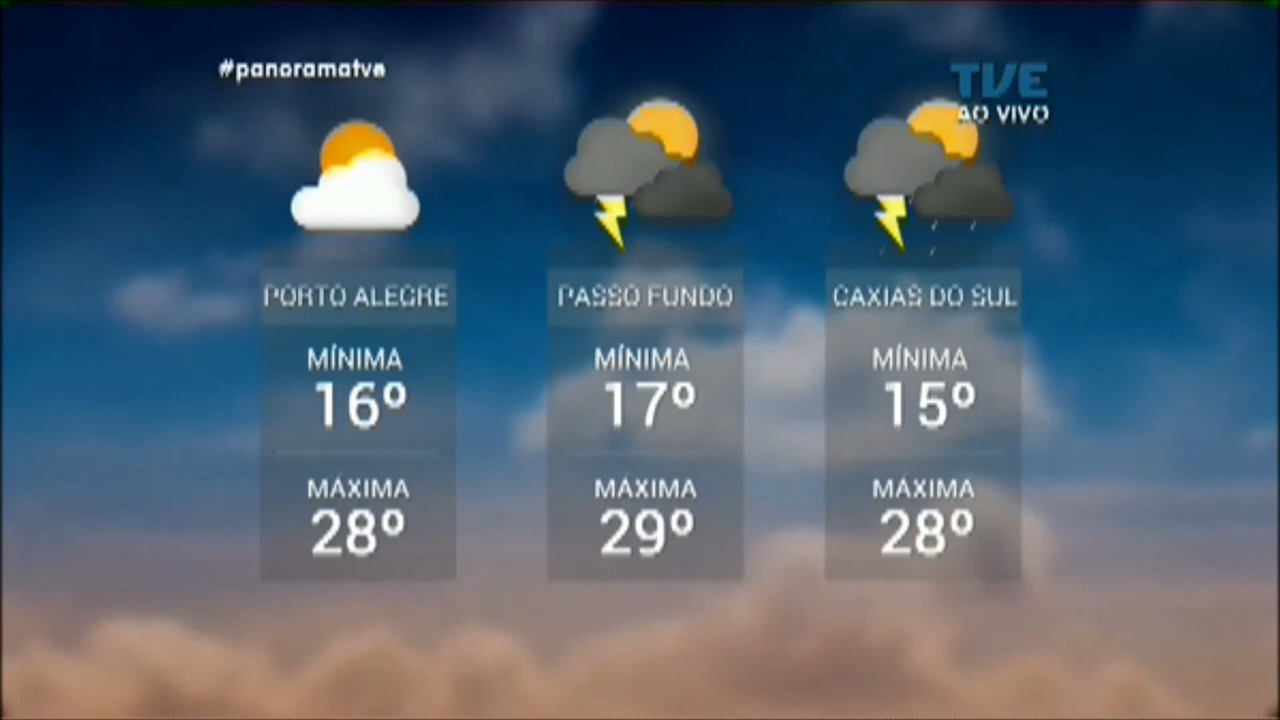 #panoramatve
TVE
AO VIVO
PORTO ALEGRE
MÍNIMA
16º
MÁXIMA
28º
PASSO FUNDO
MÍNIMA
17º
MÁXIMA
29º
CAXIAS DO SUL
MÍNIMA
15º
MÁXIMA
28º